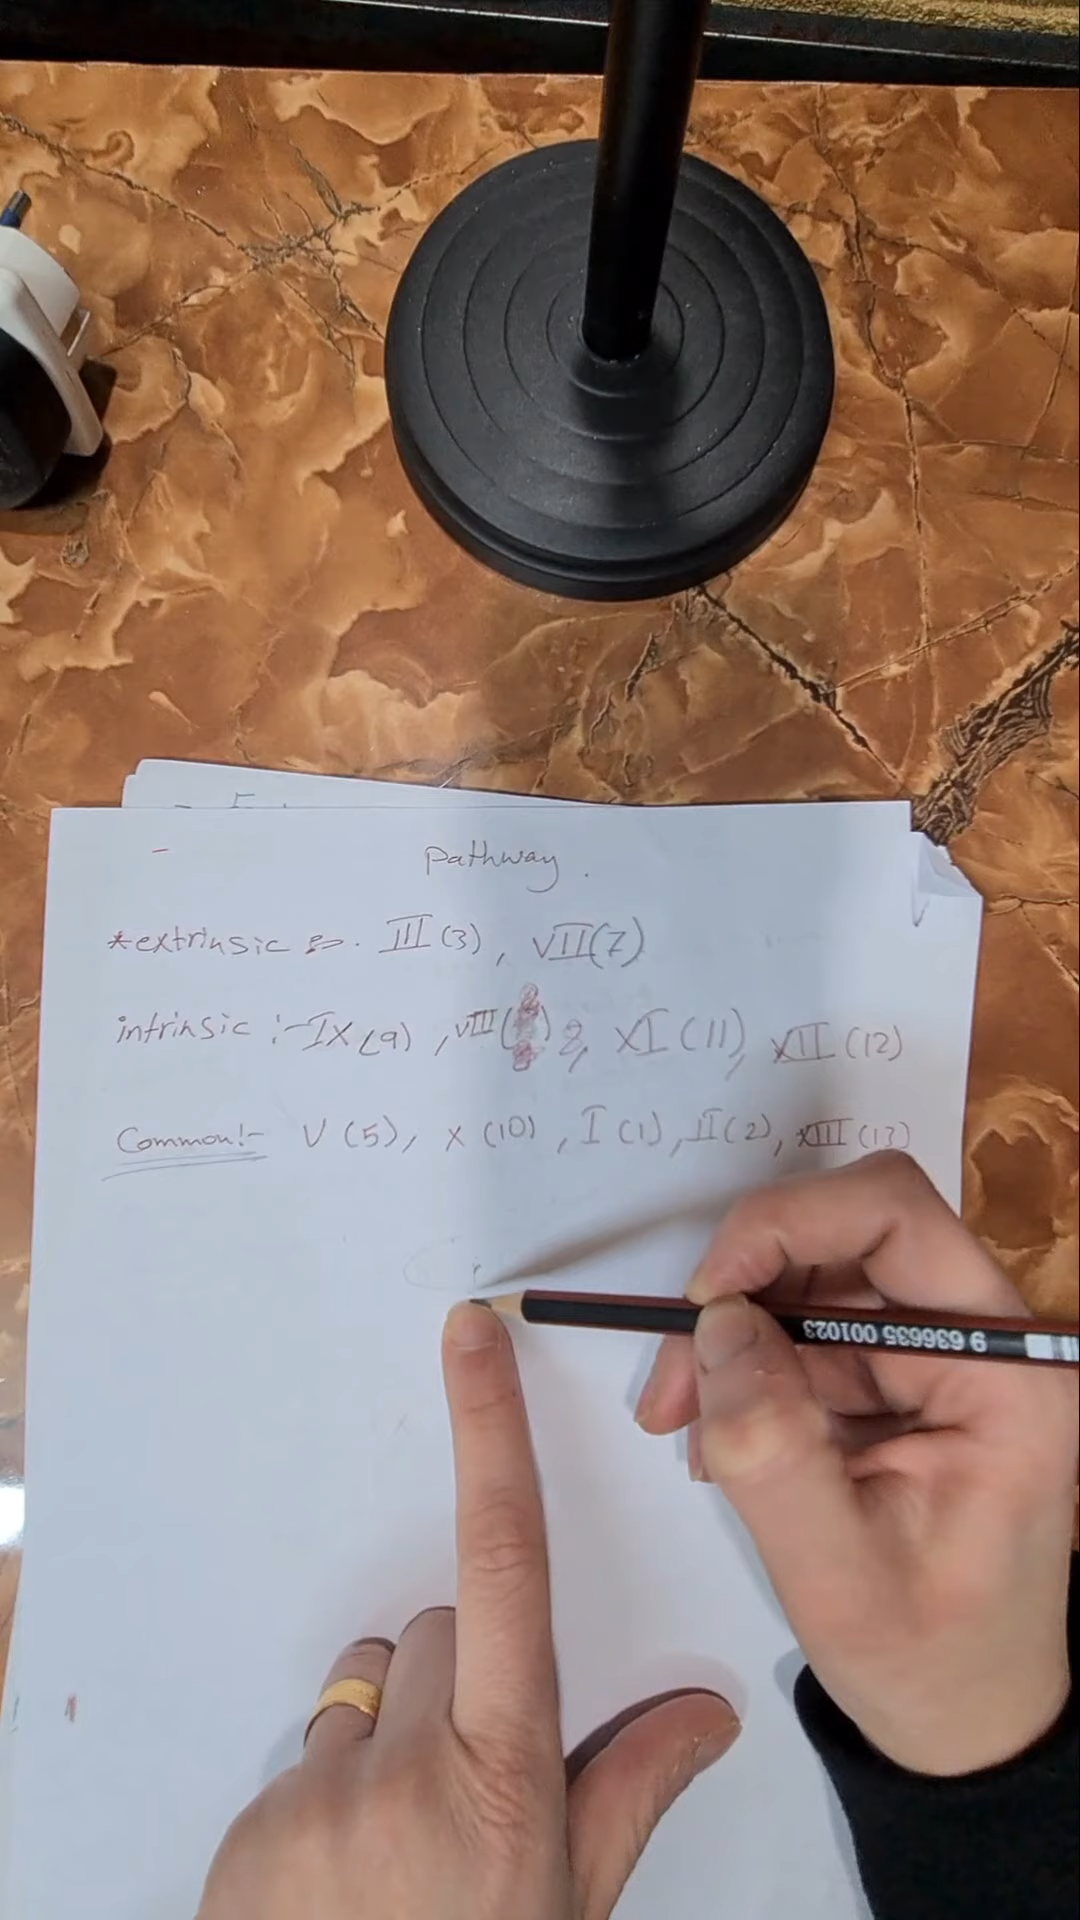 Pathway.
*extrinsic :-. III (3), VII(7)
intrinsic :- IX (9), VIII ( ) 8, XI (11), XII (12)
Common!- V (5), X (10), I (1), II (2), XIII (13)
9 636635 001023